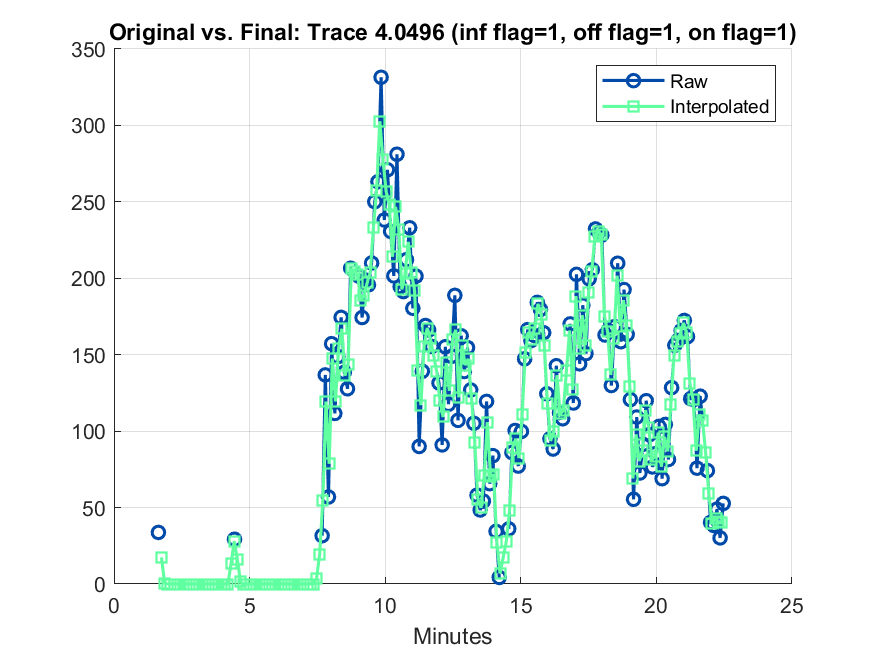 Original vs. Final: Trace 4.0496 (inf flag=1, off flag=1, on flag=1)
350
300
250
200
150
100
50
0
Raw
Interpolated
0 5 10 15 20 25
Minutes